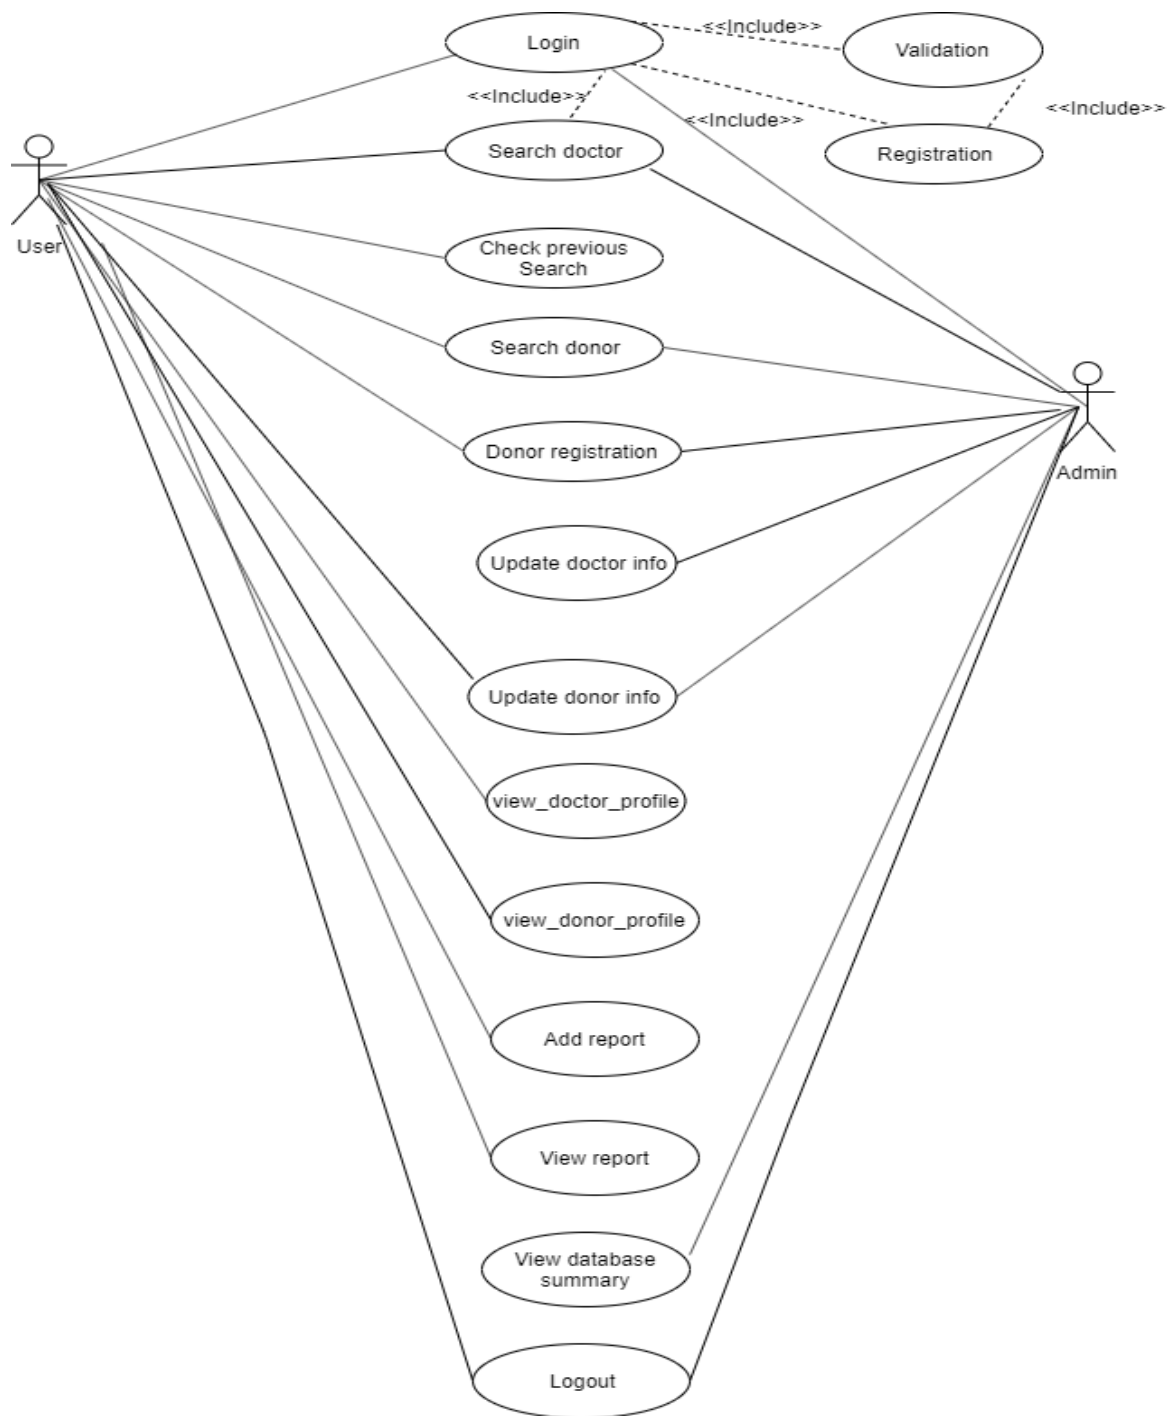 Login
<<Include>>
Validation
<<Include>>
<<Include>>
<<Include>>
Search doctor
Registration
User
Check previous
Search
Search donor
Donor registration
Admin
Update doctor info
Update donor info
view_doctor_profile
view_donor_profile
Add report
View report
View database
summary
Logout